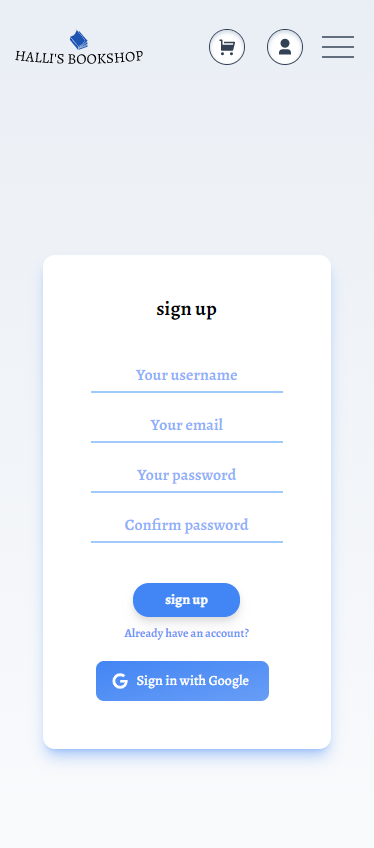 HALLI'S BOOKSHOP
sign up
Your username
Your email
Your password
Confirm password
sign up
Already have an account?
Sign in with Google